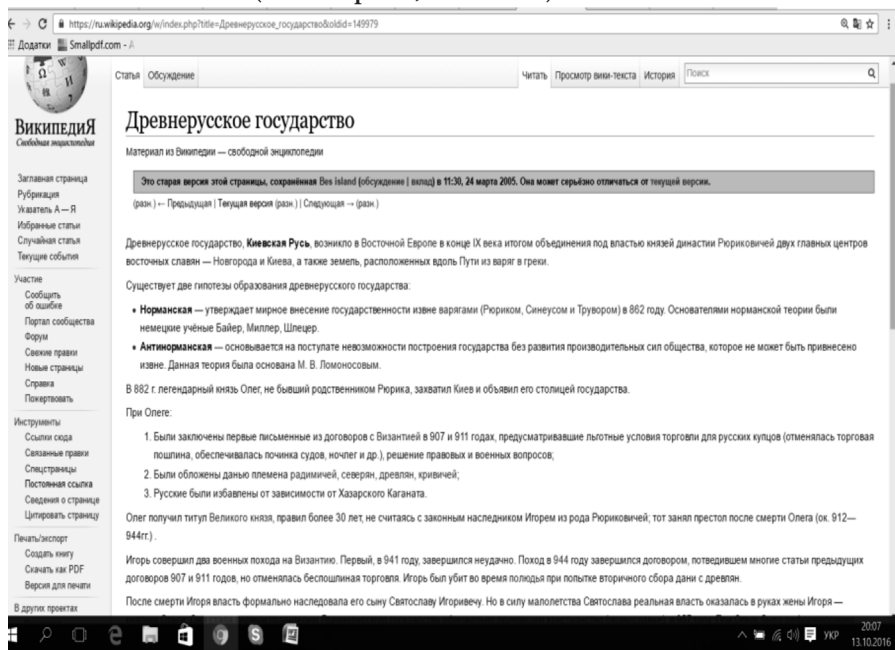 https://ru.wikipedia.org/w/index.php?title=Древнерусское_государство&oldid=149979
Додатки Smallpdf.com - A
Статья Обсуждение Читать Просмотр вики-текста История Поиск
ВИКИПЕДИЯ
Свободная энциклопедия
Заглавная страница
Рубрикация
Указатель А — Я
Избранные статьи
Случайная статья
Текущие события
Участие
Сообщить
об ошибке
Портал сообщества
Форум
Свежие правки
Новые страницы
Справка
Пожертвовать
Инструменты
Ссылки сюда
Связанные правки
Спецстраницы
Постоянная ссылка
Сведения о странице
Цитировать страницу
Печать/экспорт
Создать книгу
Скачать как PDF
Версия для печати
В других проектах
Древнерусское государство
Материал из Википедии — свободной энциклопедии
Это старая версия этой страницы, сохранённая Bes island (обсуждение | вклад) в 11:30, 24 марта 2005. Она может серьёзно отличаться от текущей версии.
(разн.) ← Предыдущая | Текущая версия (разн.) | Следующая → (разн.)
Древнерусское государство, Киевская Русь, возникло в Восточной Европе в конце IX века итогом объединения под властью князей династии Рюриковичей двух главных центров
восточных славян — Новгорода и Киева, а также земель, расположенных вдоль Пути из варяг в греки.
Существует две гипотезы образования древнерусского государства:
• Норманская — утверждает мирное внесение государственности извне варягами (Рюриком, Синеусом и Трувором) в 862 году. Основателями норманской теории были
немецкие учёные Байер, Миллер, Шлецер.
• Антинорманская — основывается на поступате невозможности построения государства без развития производительных сил общества, которое не может быть привнесено
извне. Данная теория была основана М. В. Ломоносовым.
В 882 г. легендарный князь Олег, не бывший родственником Рюрика, захватил Киев и объявил его столицей государства.
При Олеге:
1. Были заключены первые письменные из договоров с Византией в 907 и 911 годах, предусматривавшие льготные условия торговли для русских купцов (отменялась торговая
пошлина, обеспечивалась починка судов, ночлег и др.), решение правовых и военных вопросов;
2. Были обложены данью племена радимичей, северян, древлян, кривичей;
3. Русские были избавлены от зависимости от Хазарского Каганата.
Олег получил титул Великого князя, правил более 30 лет, не считаясь с законным наследником Игорем из рода Рюриковичей; тот занял престол после смерти Олега (ок. 912—
944гг.) .
Игорь совершил два военных похода на Византию. Первый, в 941 году, завершился неудачно. Поход в 944 году завершился договором, потведившем многие статьи предыдущих
договоров 907 и 911 годов, но отменялась беспошлиная торговля. Игорь был убит во время полюдья при попытке вторичного сбора дани с древлян.
После смерти Игоря власть формально наследовала его сыну Святославу Игоривечу. Но в силу малолетства Святослава реальная власть оказалась в руках жены Игоря —
УКР 20:07
13.10.2016